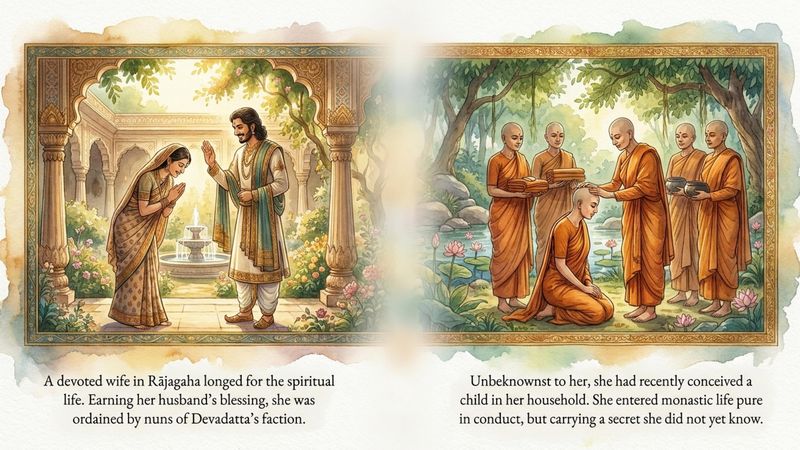 A devoted wife in Rājagaha longed for the spiritual
life. Earning her husband's blessing, she was
ordained by nuns of Devadatta's faction.
Unbeknownst to her, she had recently conceived a
child in her household. She entered monastic life pure
in conduct, but carrying a secret she did not yet know.